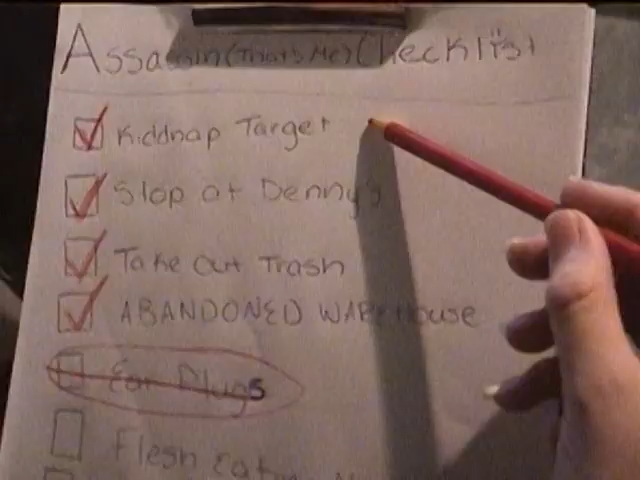 Assassin (That's Me) Checklist
Kiddnap Target
Stop at Denny's
Take Out Trash
ABANDONED WAREHOUSE
Ear Plugs
Flesh